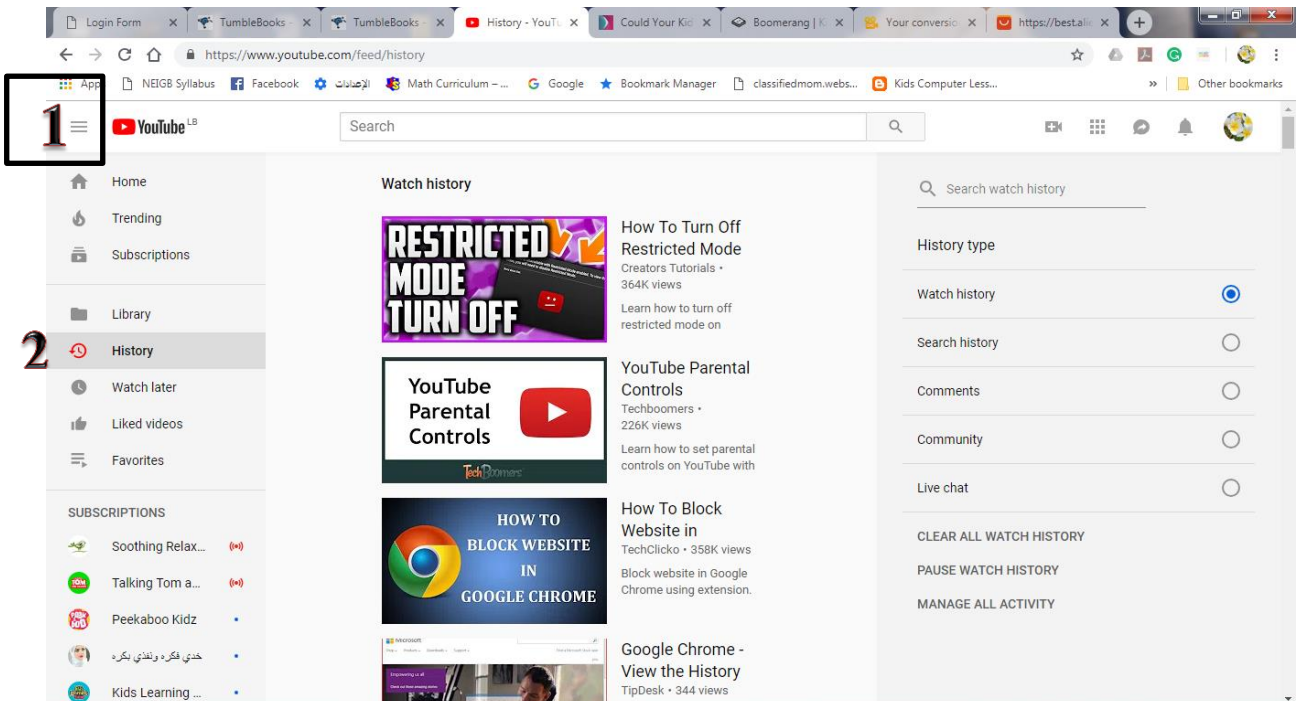 Login Form
TumbleBooks -
TumbleBooks -
History - YouTu
Could Your Kid
Boomerang | K
Your conversio
https://best.alie
https://www.youtube.com/feed/history
App
NEIGB Syllabus
Facebook
الإعدادات
Math Curriculum – ...
Google
Bookmark Manager
classifiedmom.webs...
Kids Computer Less...
»
Other bookmarks
1
YouTube LB
Search
Home
Trending
Subscriptions
Library
2
History
Watch later
Liked videos
Favorites
SUBSCRIPTIONS
Soothing Relax...
Talking Tom a...
Peekaboo Kidz
خدي فكره ونفذي بكره
Kids Learning ...
Watch history
RESTRICTED
MODE
TURN OFF
How To Turn Off
Restricted Mode
Creators Tutorials •
364K views
Learn how to turn off
restricted mode on
YouTube
Parental
Controls
TechBoomers
YouTube Parental
Controls
Techboomers •
226K views
Learn how to set parental
controls on YouTube with
HOW TO
BLOCK WEBSITE
IN
GOOGLE CHROME
How To Block
Website in
TechClicko • 358K views
Block website in Google
Chrome using extension.
Microsoft
Empowering us all
Google Chrome -
View the History
TipDesk • 344 views
Search watch history
History type
Watch history
Search history
Comments
Community
Live chat
CLEAR ALL WATCH HISTORY
PAUSE WATCH HISTORY
MANAGE ALL ACTIVITY